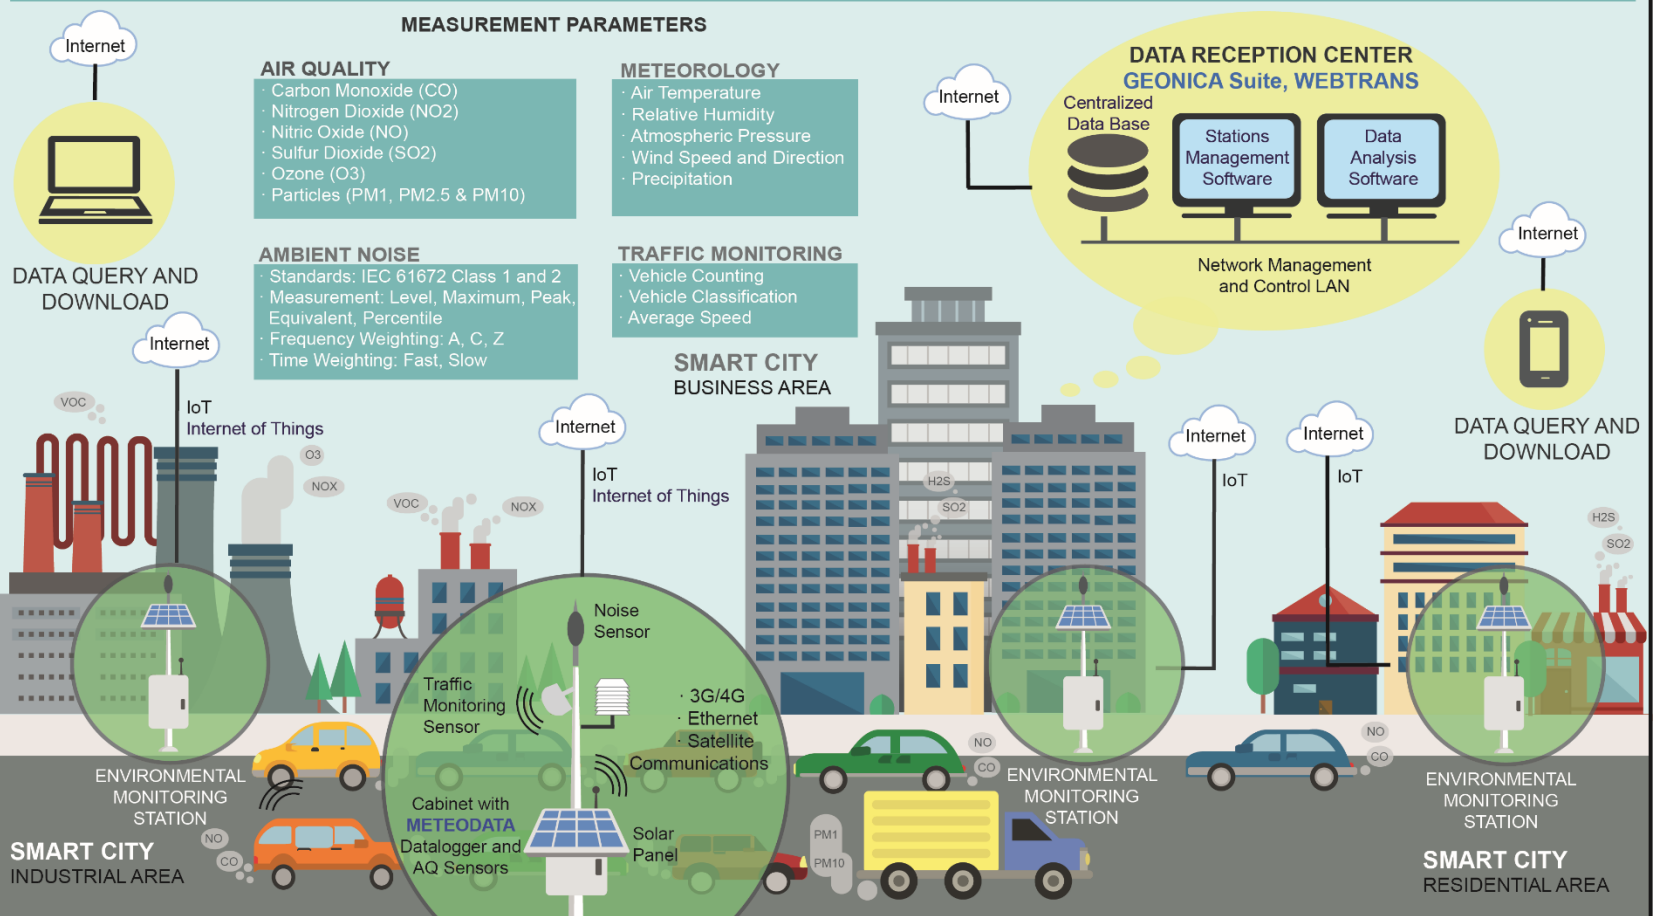 MEASUREMENT PARAMETERS
Internet
DATA QUERY AND
DOWNLOAD
AIR QUALITY
· Carbon Monoxide (CO)
· Nitrogen Dioxide (NO2)
· Nitric Oxide (NO)
· Sulfur Dioxide (SO2)
· Ozone (O3)
· Particles (PM1, PM2.5 & PM10)
METEOROLOGY
· Air Temperature
· Relative Humidity
· Atmospheric Pressure
· Wind Speed and Direction
· Precipitation
AMBIENT NOISE
· Standards: IEC 61672 Class 1 and 2
· Measurement: Level, Maximum, Peak,
Equivalent, Percentile
· Frequency Weighting: A, C, Z
· Time Weighting: Fast, Slow
TRAFFIC MONITORING
· Vehicle Counting
· Vehicle Classification
· Average Speed
Internet
DATA RECEPTION CENTER
GEONICA Suite, WEBTRANS
Centralized
Data Base
Stations
Management
Software
Data
Analysis
Software
Network Management
and Control LAN
Internet
DATA QUERY AND
DOWNLOAD
SMART CITY
BUSINESS AREA
Internet
IoT
Internet of Things
VOC
O3
NOX
VOC
NOX
Internet
IoT
Internet of Things
H2S
SO2
Internet
IoT
Internet
IoT
H2S
SO2
Noise
Sensor
Traffic
Monitoring
Sensor
· 3G/4G
· Ethernet
· Satellite
Communications
Cabinet with
METEODATA
Datalogger and
AQ Sensors
Solar
Panel
ENVIRONMENTAL
MONITORING
STATION
NO
CO
SMART CITY
INDUSTRIAL AREA
PM1
PM10
NO
CO
ENVIRONMENTAL
MONITORING
STATION
NO
CO
ENVIRONMENTAL
MONITORING
STATION
SMART CITY
RESIDENTIAL AREA